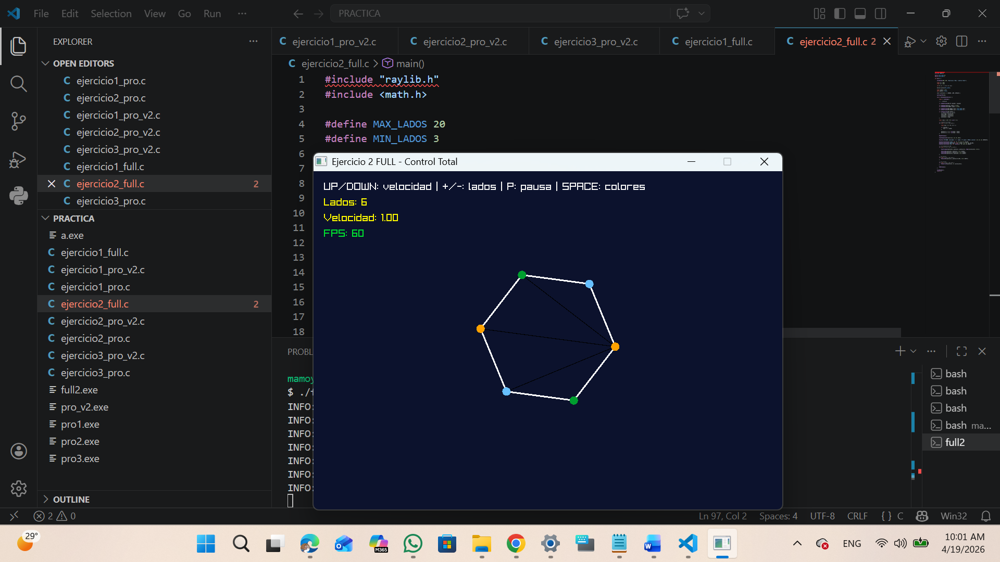 File Edit Selection View Go Run ···
PRACTICA
EXPLORER
OPEN EDITORS
C ejercicio1_pro.c
C ejercicio2_pro.c
C ejercicio1_pro_v2.c
C ejercicio2_pro_v2.c
C ejercicio3_pro_v2.c
C ejercicio1_full.c
C ejercicio2_full.c 2
C ejercicio3_pro.c
PRACTICA
a.exe
C ejercicio1_full.c
C ejercicio1_pro_v2.c
C ejercicio1_pro.c
C ejercicio2_full.c 2
C ejercicio2_pro_v2.c
C ejercicio2_pro.c
C ejercicio3_pro_v2.c
C ejercicio3_pro.c
full2.exe
pro_v2.exe
pro1.exe
pro2.exe
pro3.exe
OUTLINE
C ejercicio1_pro_v2.c C ejercicio2_pro_v2.c C ejercicio3_pro_v2.c C ejercicio1_full.c C ejercicio2_full.c 2
C ejercicio2_full.c > main()
1 #include "raylib.h"
2 #include <math.h>
3
4 #define MAX_LADOS 20
5 #define MIN_LADOS 3
6
7
8
9
10
11
12
13
14
15
16
17
18
Ejercicio 2 FULL - Control Total
UP/DOWN: velocidad | +/-: lados | P: pausa | SPACE: colores
Lados: 6
Velocidad: 1.00
FPS: 60
PROBL
mamoy
$ ./f
INFO:
INFO:
INFO:
INFO:
INFO:
INFO:
INFO:
bash
bash
bash
bash ma...
full2
2 0
Ln 97, Col 2 Spaces: 4 UTF-8 CRLF {} C Win32
29°
M365
ENG
10:01 AM
4/19/2026